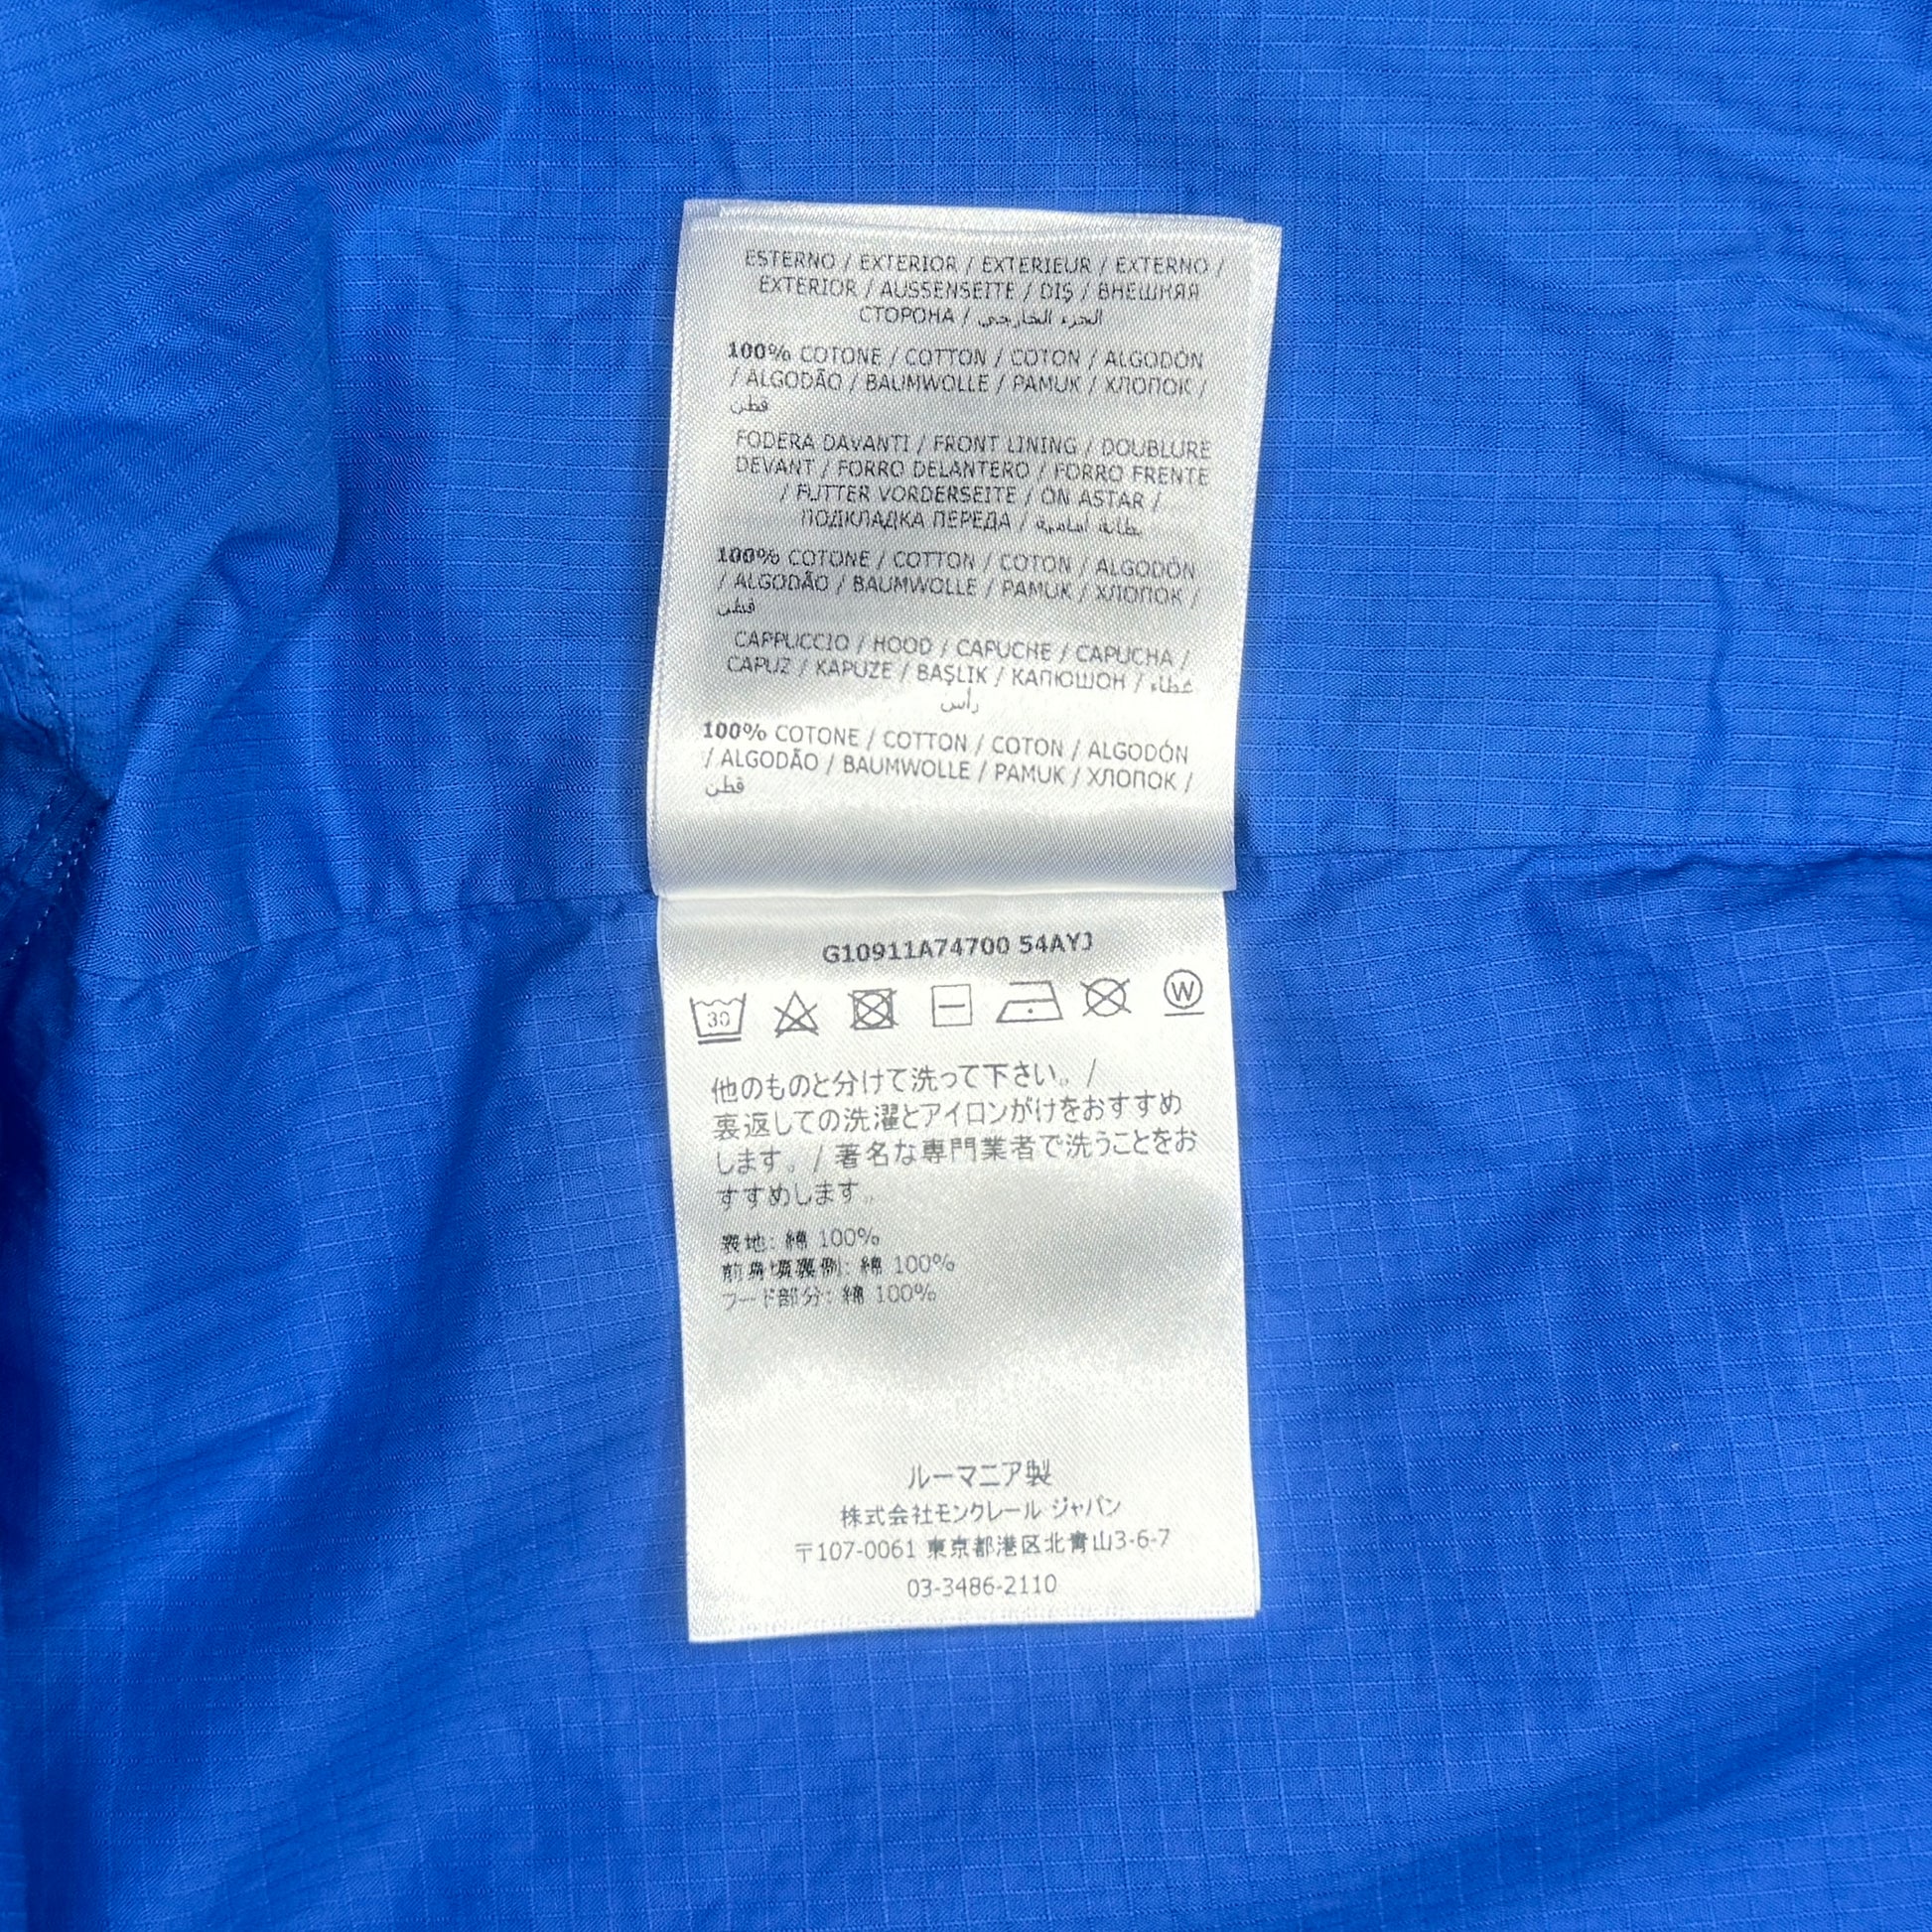 ESTERNO / EXTERIOR / EXTERIEUR / EXTERNO /
EXTERIOR / AUSSENSEITE / DIŞ / ВНЕШНЯЯ
СТОРОНА / الجزء الخارجي
100% COTONE / COTTON / COTON / ALGODÓN
/ ALGODÃO / BAUMWOLLE / PAMUK / ХЛОПОК /
قطن
FODERA DAVANTI / FRONT LINING / DOUBLURE
DEVANT / FORRO DELANTERO / FORRO FRENTE
/ FUTTER VORDERSEITE / ÖN ASTAR /
ПОДКЛАДКА ПЕРЕДА / بطانة أمامية
100% COTONE / COTTON / COTON / ALGODÓN
/ ALGODÃO / BAUMWOLLE / PAMUK / ХЛОПОК /
قطن
CAPPUCCIO / HOOD / CAPUCHE / CAPUCHA /
CAPUZ / KAPUZE / BAŞLIK / КАПЮШОН / غطاء
رأس
100% COTONE / COTTON / COTON / ALGODÓN
/ ALGODÃO / BAUMWOLLE / PAMUK / ХЛОПОК /
قطن
G10911A74700 54AYJ
30 W
他のものと分けて洗って下さい。/
裏返しての洗濯とアイロンがけをおすすめ
します。/ 著名な専門業者で洗うことをお
すすめします。
表地: 綿 100%
前身頃裏側: 綿 100%
フード部分: 綿 100%
ルーマニア製
株式会社モンクレール ジャパン
〒107-0061 東京都港区北青山3-6-7
03-3486-2110